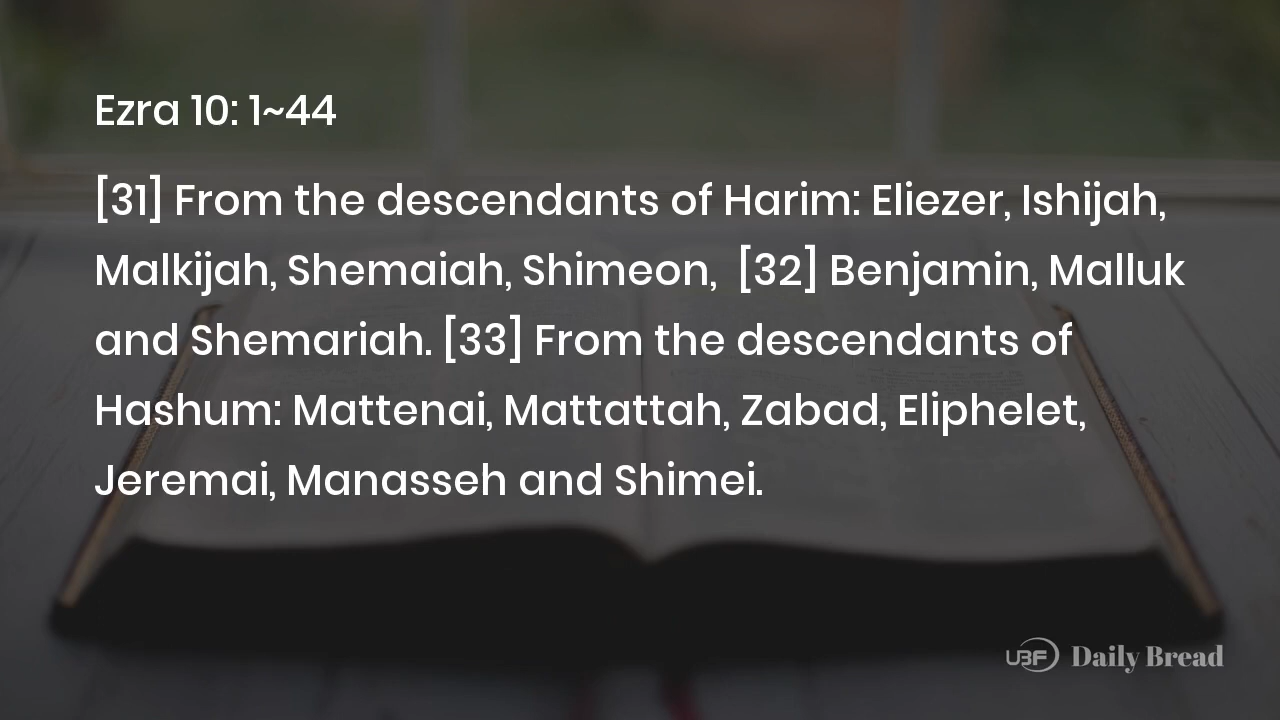 Ezra 10: 1~44
[31] From the descendants of Harim: Eliezer, Ishijah,
Malkijah, Shemaiah, Shimeon,  [32] Benjamin, Malluk
and Shemariah. [33] From the descendants of
Hashum: Mattenai, Mattattah, Zabad, Eliphelet,
Jeremai, Manasseh and Shimei.
UBF Daily Bread